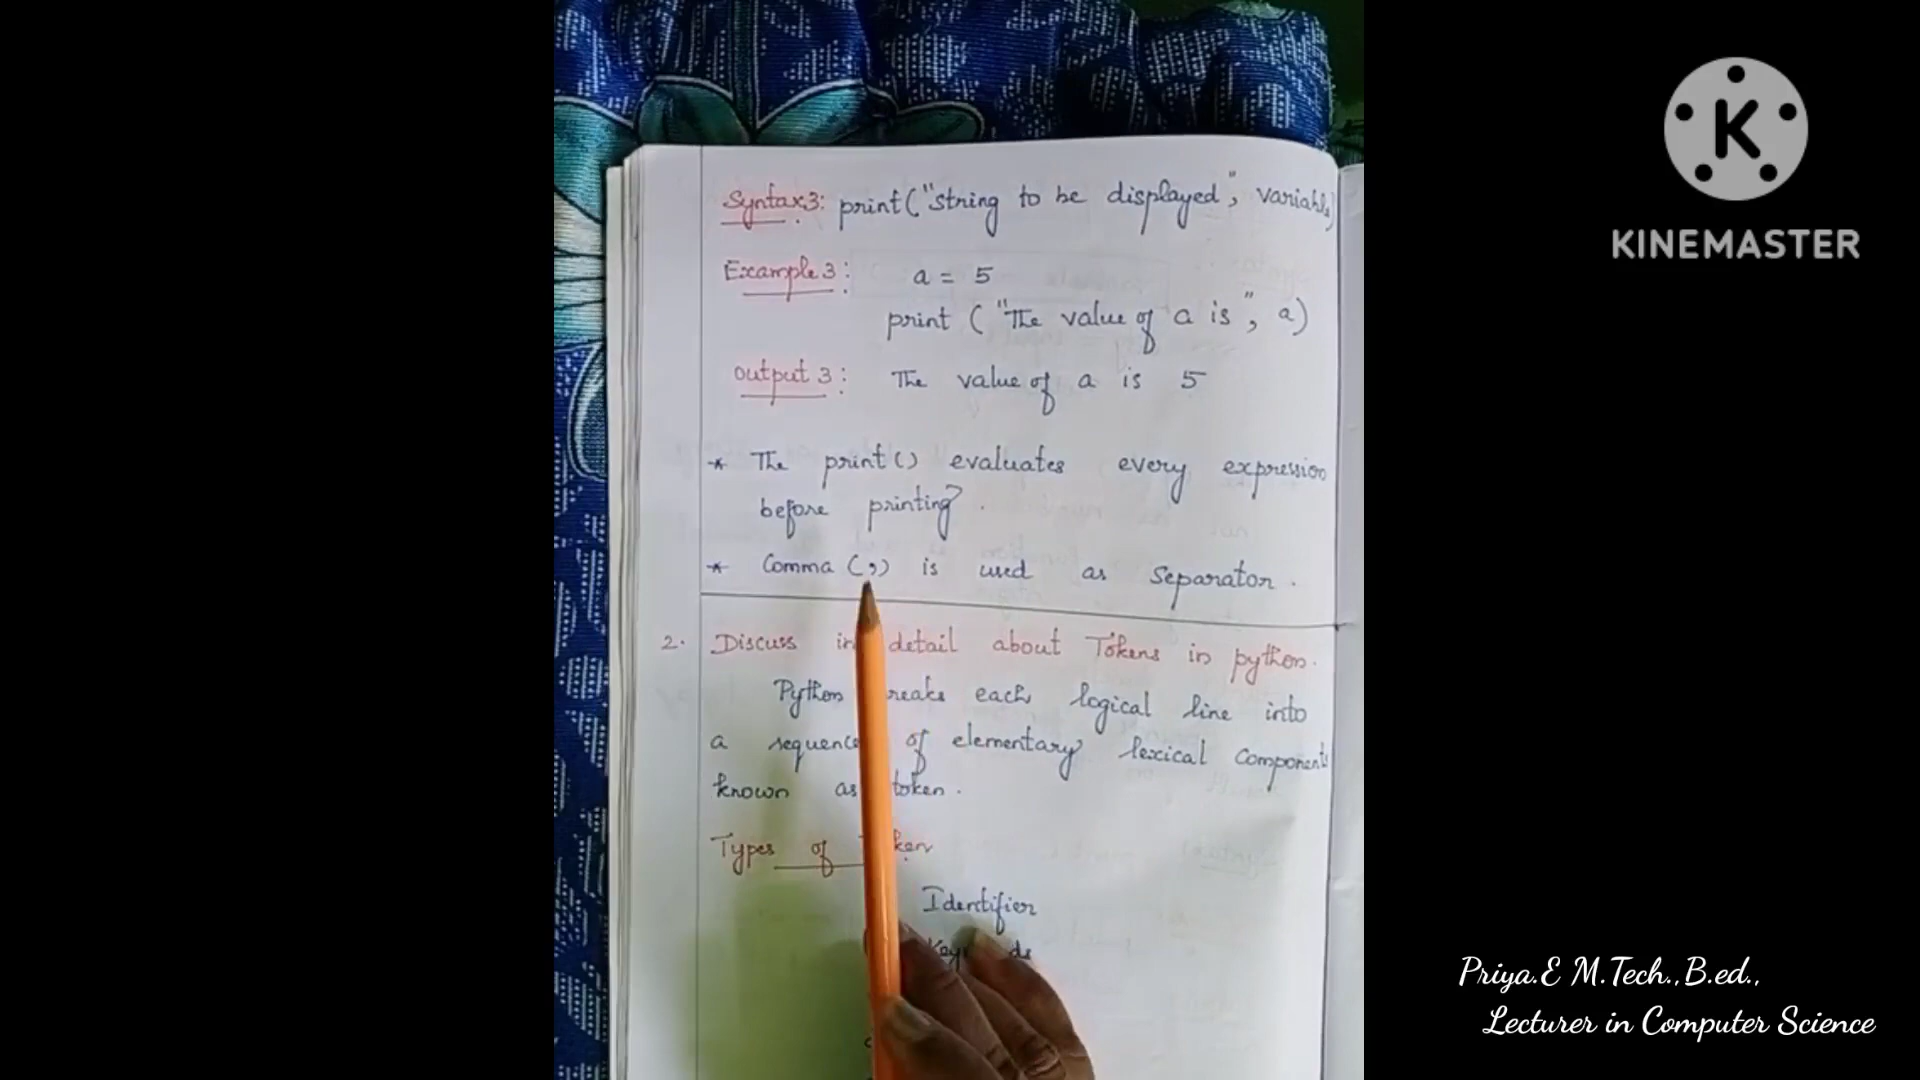 Syntax3: print("string to be displayed", variable)
Example 3: a = 5
print ("The value of a is", a)
output 3: The value of a is 5
* The print() evaluates every expression
before printing.
* Comma (,) is used as separator.
2. Discuss in detail about Tokens in python.
Python breaks each logical line into
a sequence of elementary lexical components
known as token.
Types of Token
Identifier
Keywords
K
KINEMASTER
Priya.E M.Tech.,B.ed.,
Lecturer in Computer Science